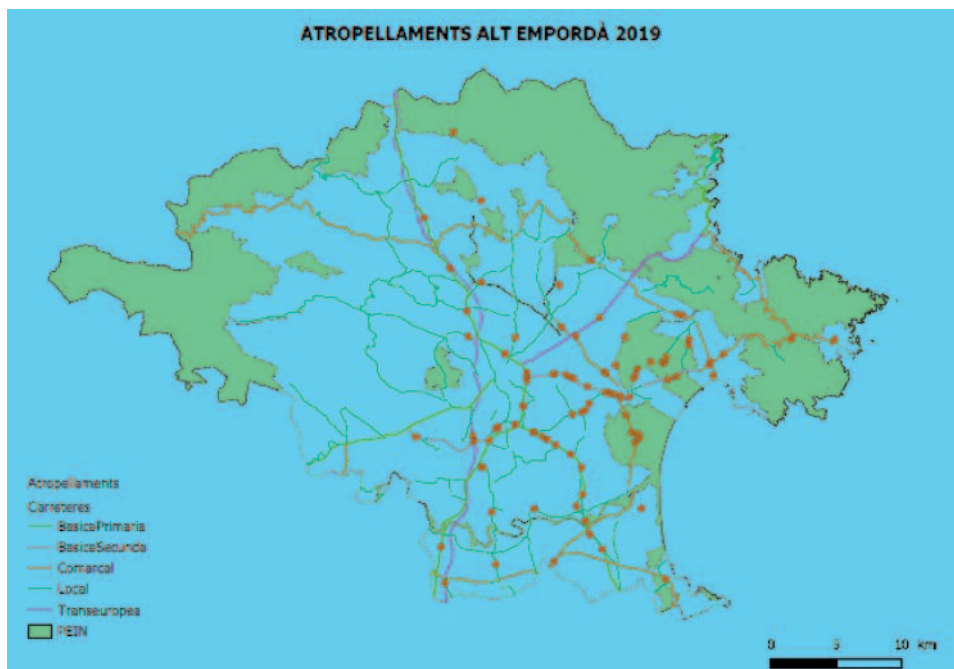 ATROPELLAMENTS ALT EMPORDÀ 2019
Atropellaments
Carreteres
BasicaPrimaria
BasicaSecunda
Comarcal
Local
Transeuropea
PEIN
0 5 10 km